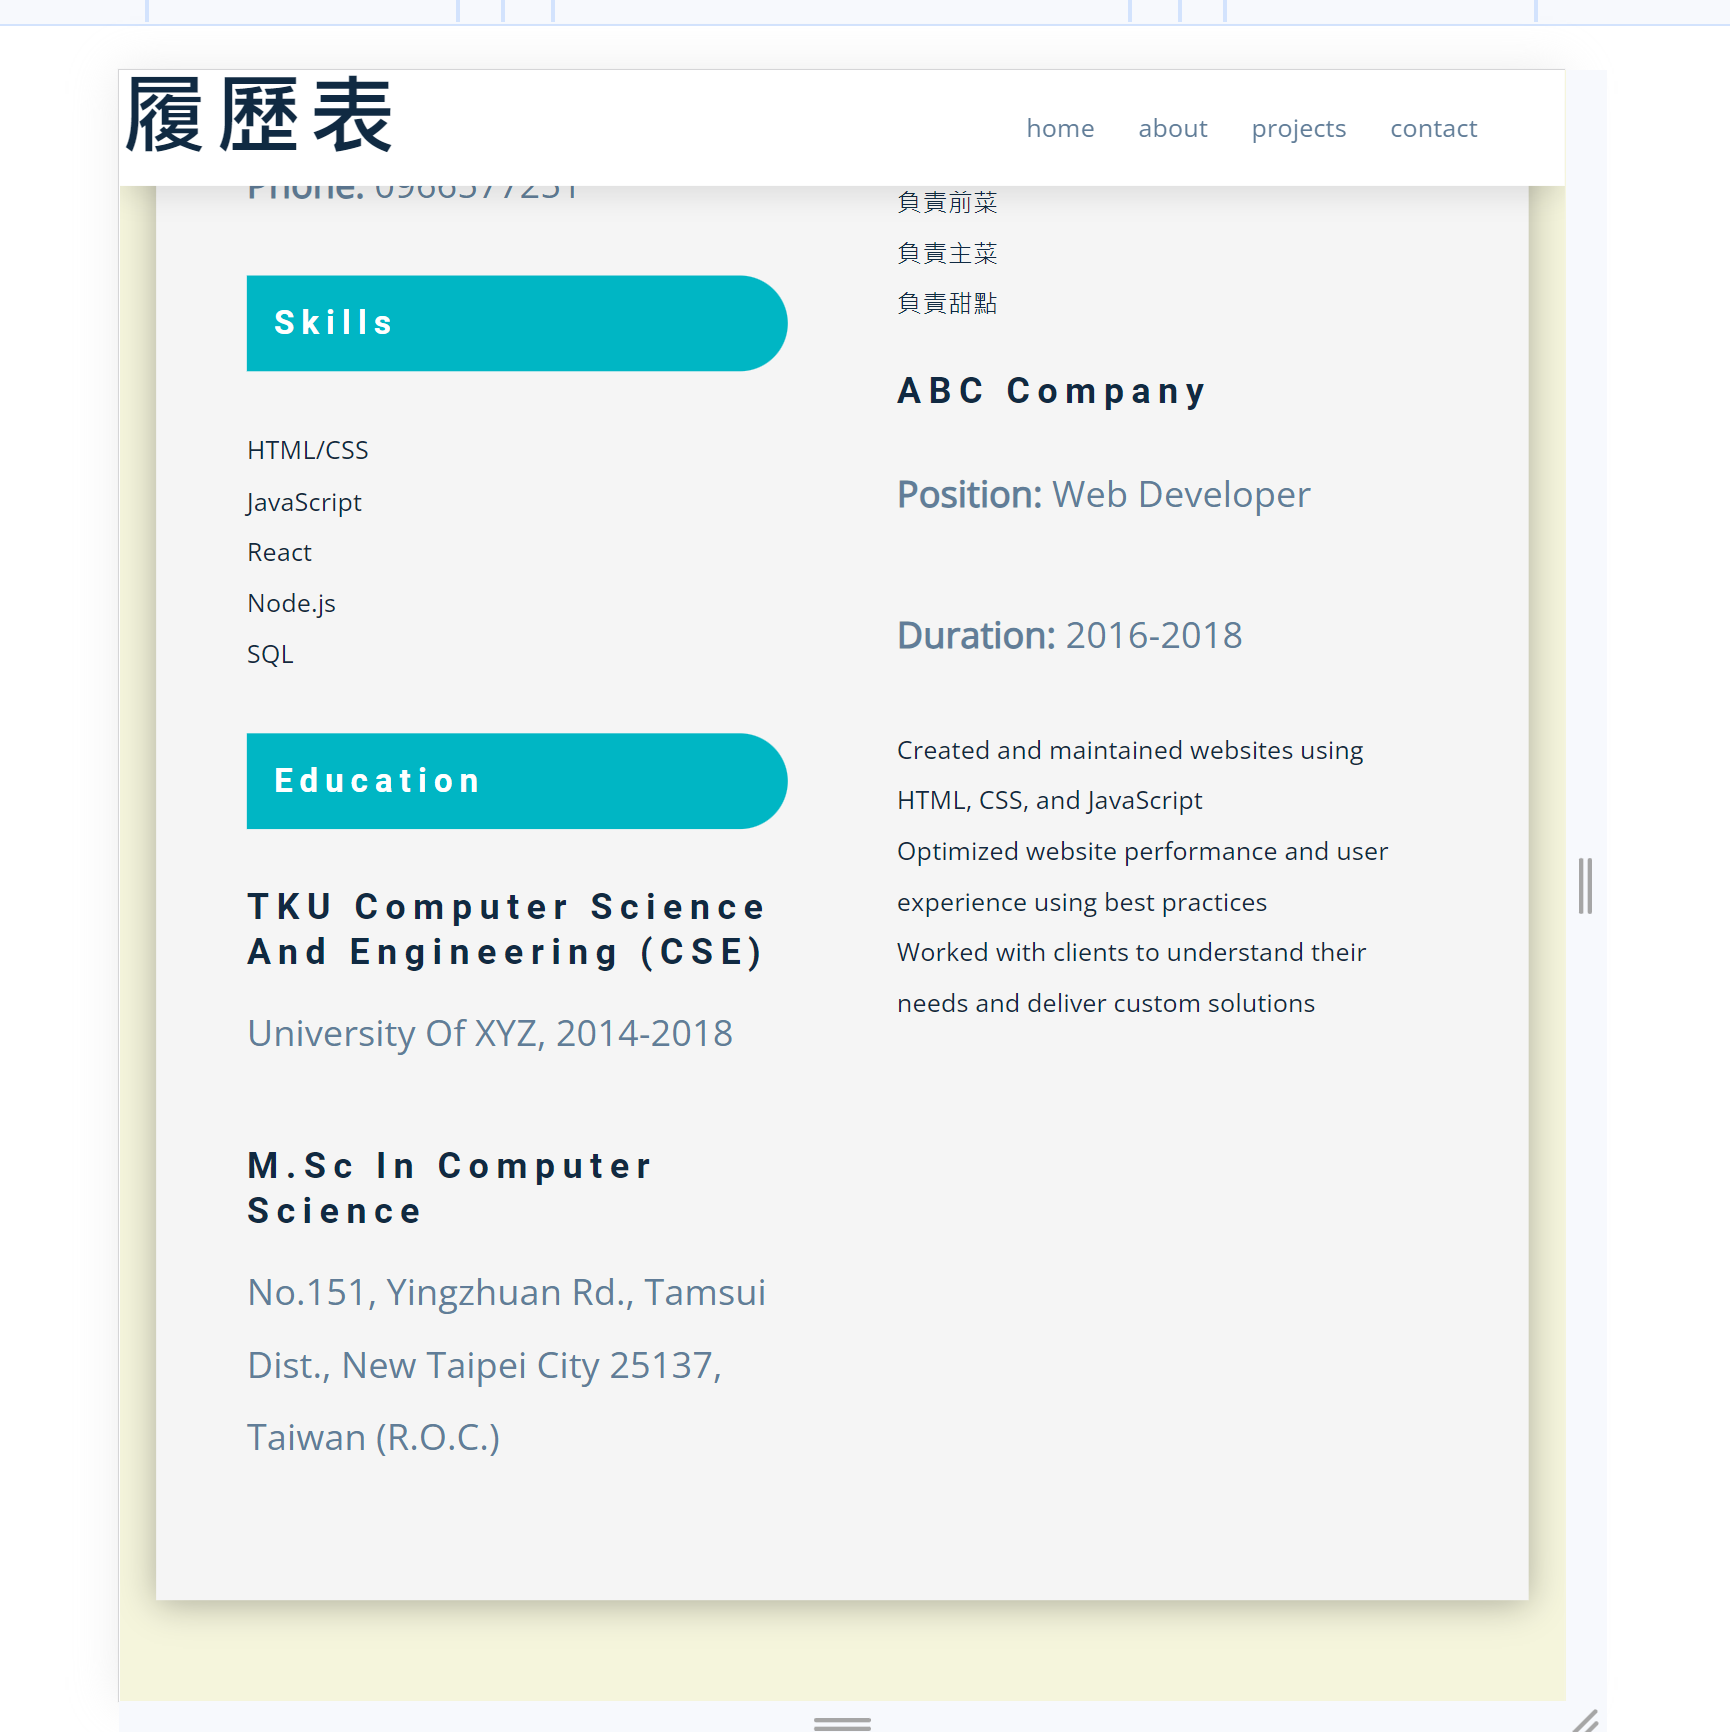 履歷表
home about projects contact
Phone:
Skills
HTML/CSS
JavaScript
React
Node.js
SQL
Education
TKU Computer Science
And Engineering (CSE)
University Of XYZ, 2014-2018
M.Sc In Computer
Science
No.151, Yingzhuan Rd., Tamsui
Dist., New Taipei City 25137,
Taiwan (R.O.C.)
負責前菜
負責主菜
負責甜點
ABC Company
Position: Web Developer
Duration: 2016-2018
Created and maintained websites using
HTML, CSS, and JavaScript
Optimized website performance and user
experience using best practices
Worked with clients to understand their
needs and deliver custom solutions